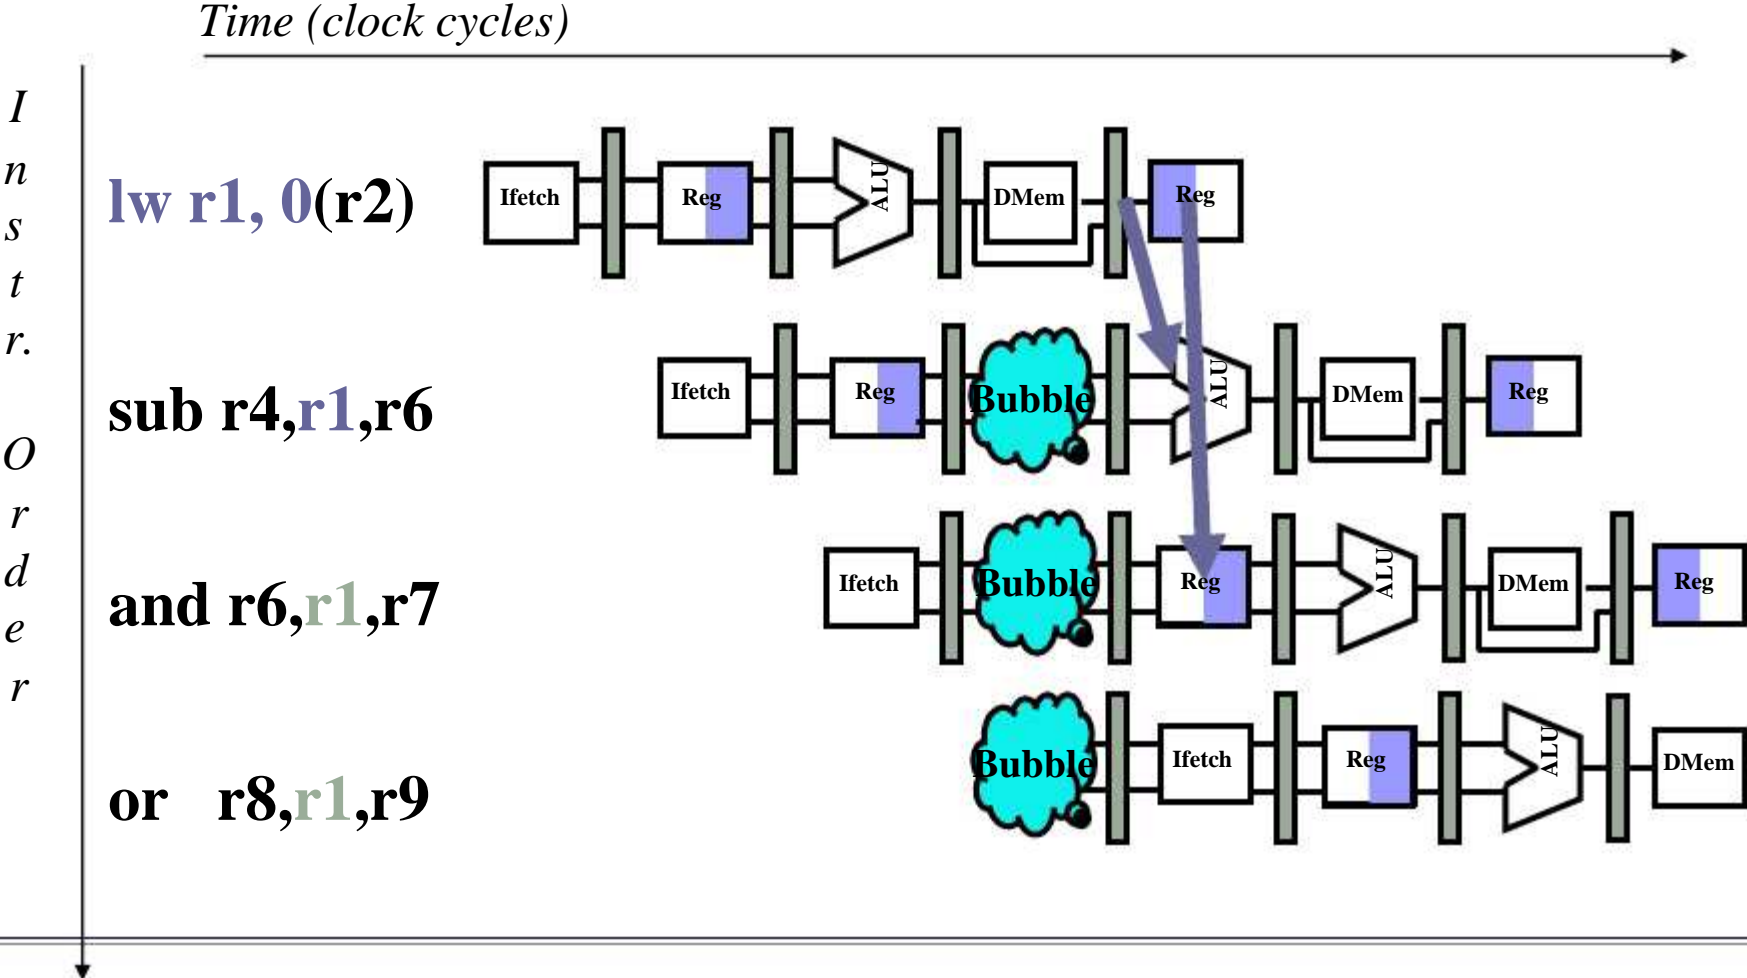 Time (clock cycles)
Instr. Order
lw r1, 0(r2)
Ifetch Reg ALU DMem Reg
sub r4,r1,r6
Ifetch Reg Bubble ALU DMem Reg
and r6,r1,r7
Ifetch Bubble Reg ALU DMem Reg
or r8,r1,r9
Bubble Ifetch Reg ALU DMem